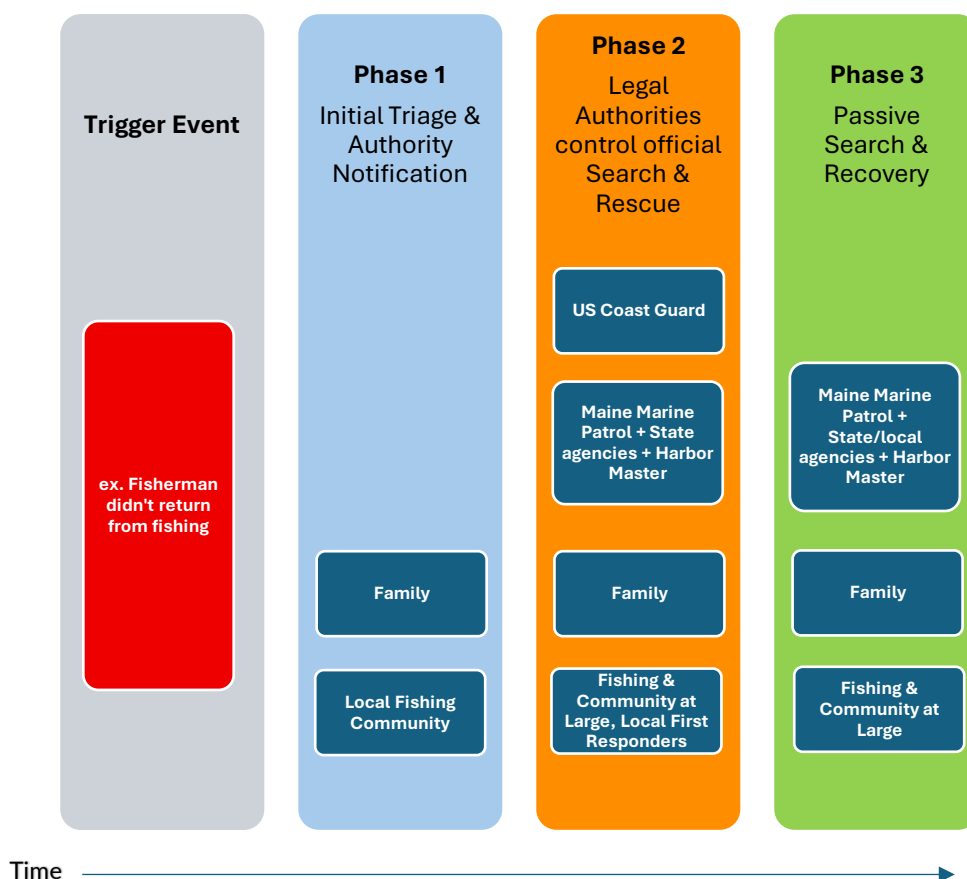 Trigger Event
ex. Fisherman
didn't return
from fishing
Phase 1
Initial Triage &
Authority
Notification
Family
Local Fishing
Community
Phase 2
Legal
Authorities
control official
Search &
Rescue
US Coast Guard
Maine Marine
Patrol + State
agencies + Harbor
Master
Family
Fishing &
Community at
Large, Local First
Responders
Phase 3
Passive
Search &
Recovery
Maine Marine
Patrol +
State/local
agencies + Harbor
Master
Family
Fishing &
Community at
Large
Time